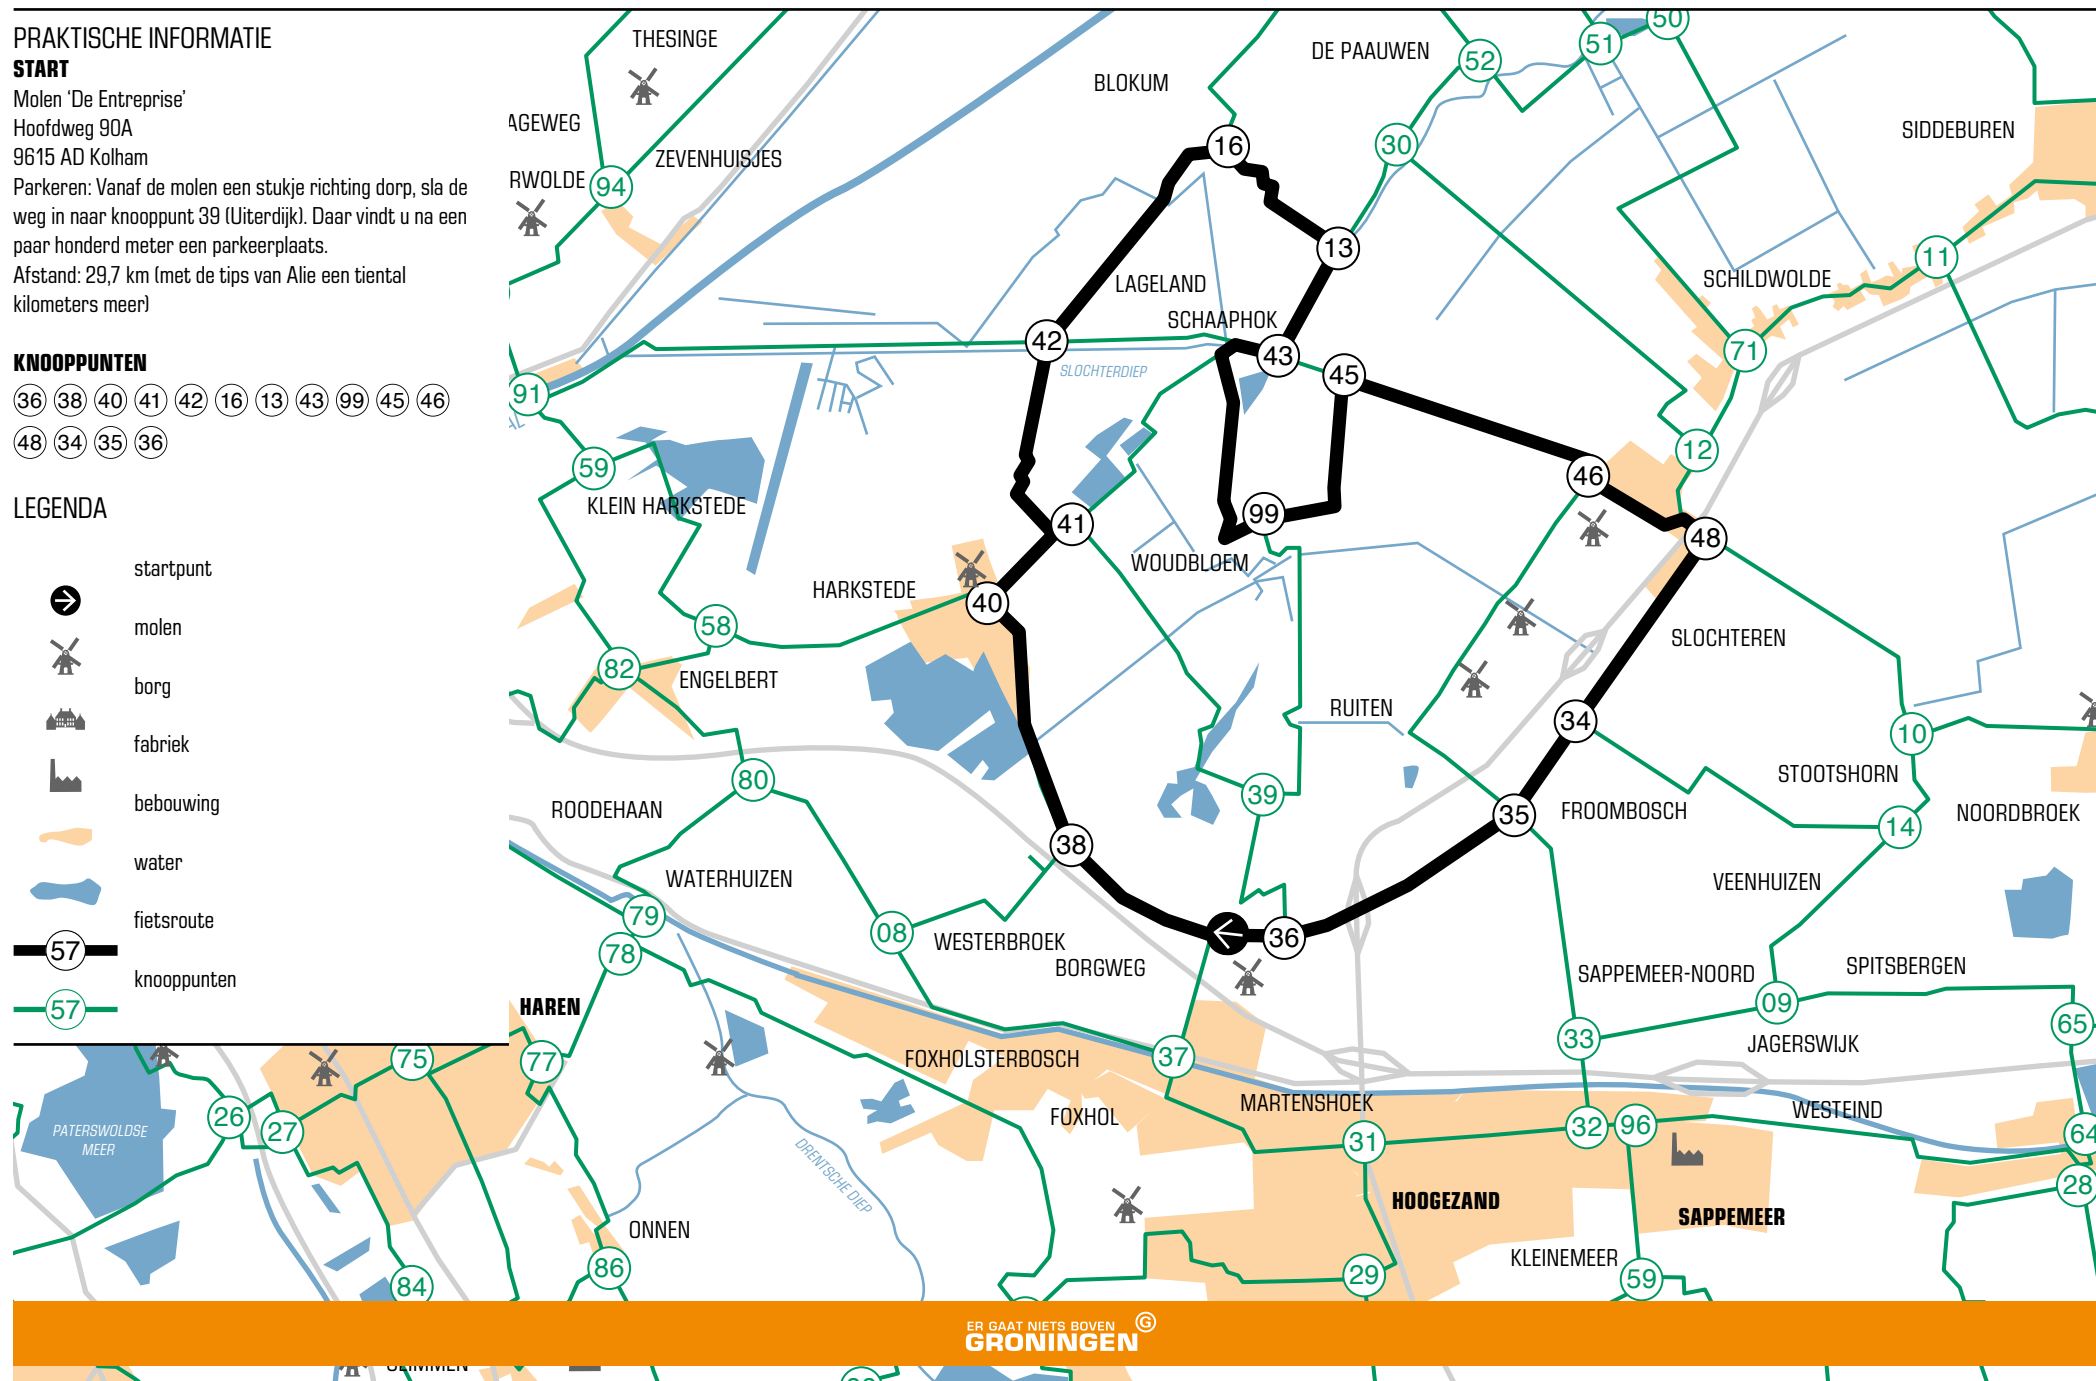 PRAKTISCHE INFORMATIE
START
Molen ‘De Entreprise’
Hoofdweg 90A
9615 AD Kolham
Parkeren: Vanaf de molen een stukje richting dorp, sla de
weg in naar knooppunt 39 (Uiterdijk). Daar vindt u na een
paar honderd meter een parkeerplaats.
Afstand: 29,7 km (met de tips van Alie een tiental
kilometers meer)
KNOOPPUNTEN
36 38 40 41 42 16 13 43 99 45 46
48 34 35 36
LEGENDA
startpunt
molen
borg
fabriek
bebouwing
water
fietsroute
57
knooppunten
57
THESINGE
BLOKUM
DE PAAUWEN
52
51
50
AGEWEG
ZEVENHUISJES
16
30
SIDDEBUREN
RWOLDE
94
13
11
LAGELAND
SCHILDWOLDE
SCHAAPHOK
42
43
45
71
SLOCHTERDIEP
91
59
12
46
KLEIN HARKSTEDE
41
99
48
WOUDBLOEM
HARKSTEDE
40
58
SLOCHTEREN
82
ENGELBERT
RUITEN
34
10
80
39
STOOTSHORN
ROODEHAAN
35
FROOMBOSCH
NOORDBROEK
14
38
WATERHUIZEN
VEENHUIZEN
79
08
WESTERBROEK
36
78
BORGWEG
SAPPEMEER-NOORD
SPITSBERGEN
HAREN
09
65
33
JAGERSWIJK
75
77
FOXHOLSTERBOSCH
37
26
27
PATERSWOLDSE
MEER
FOXHOL
MARTENSHOEK
WESTEIND
31
32
96
64
DRENTSCHE DIEP
28
HOOGEZAND
SAPPEMEER
ONNEN
KLEINEMEER
86
84
29
59
ER GAAT NIETS BOVEN
GRONINGEN G